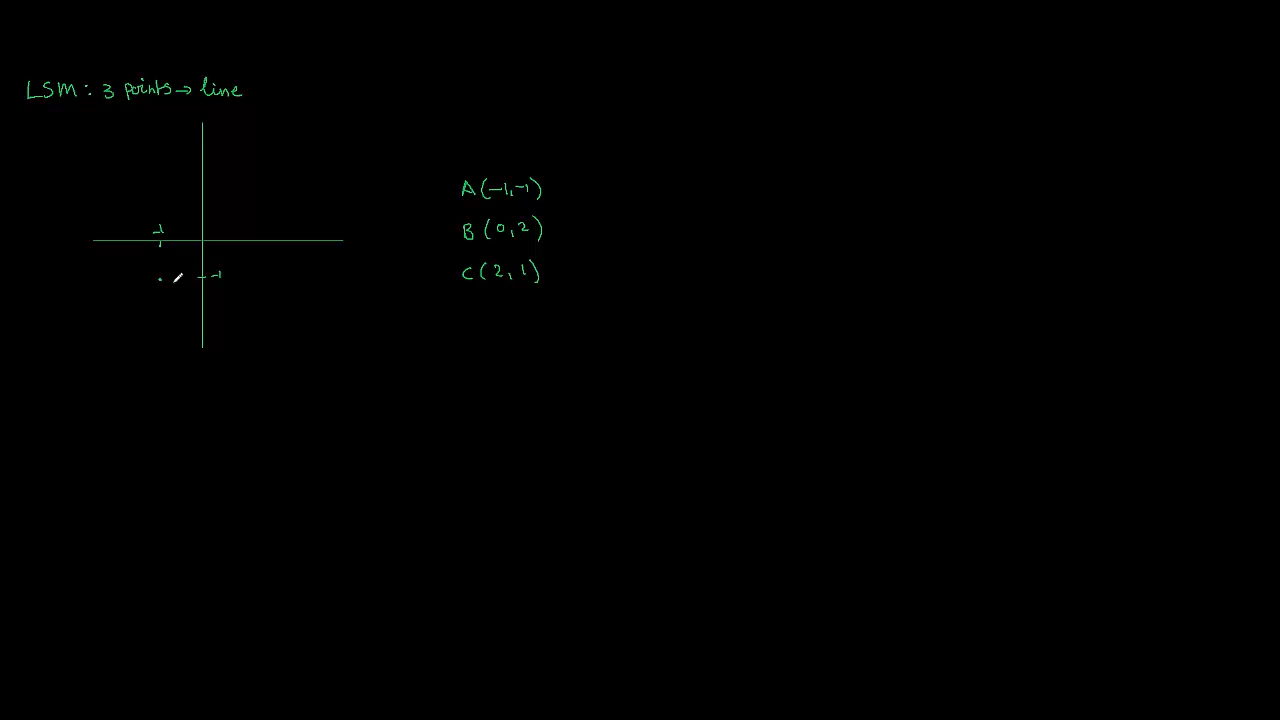 LSM: 3 points → line
A(-1,-1)
-1
B(0,2)
C(2,1)
-1